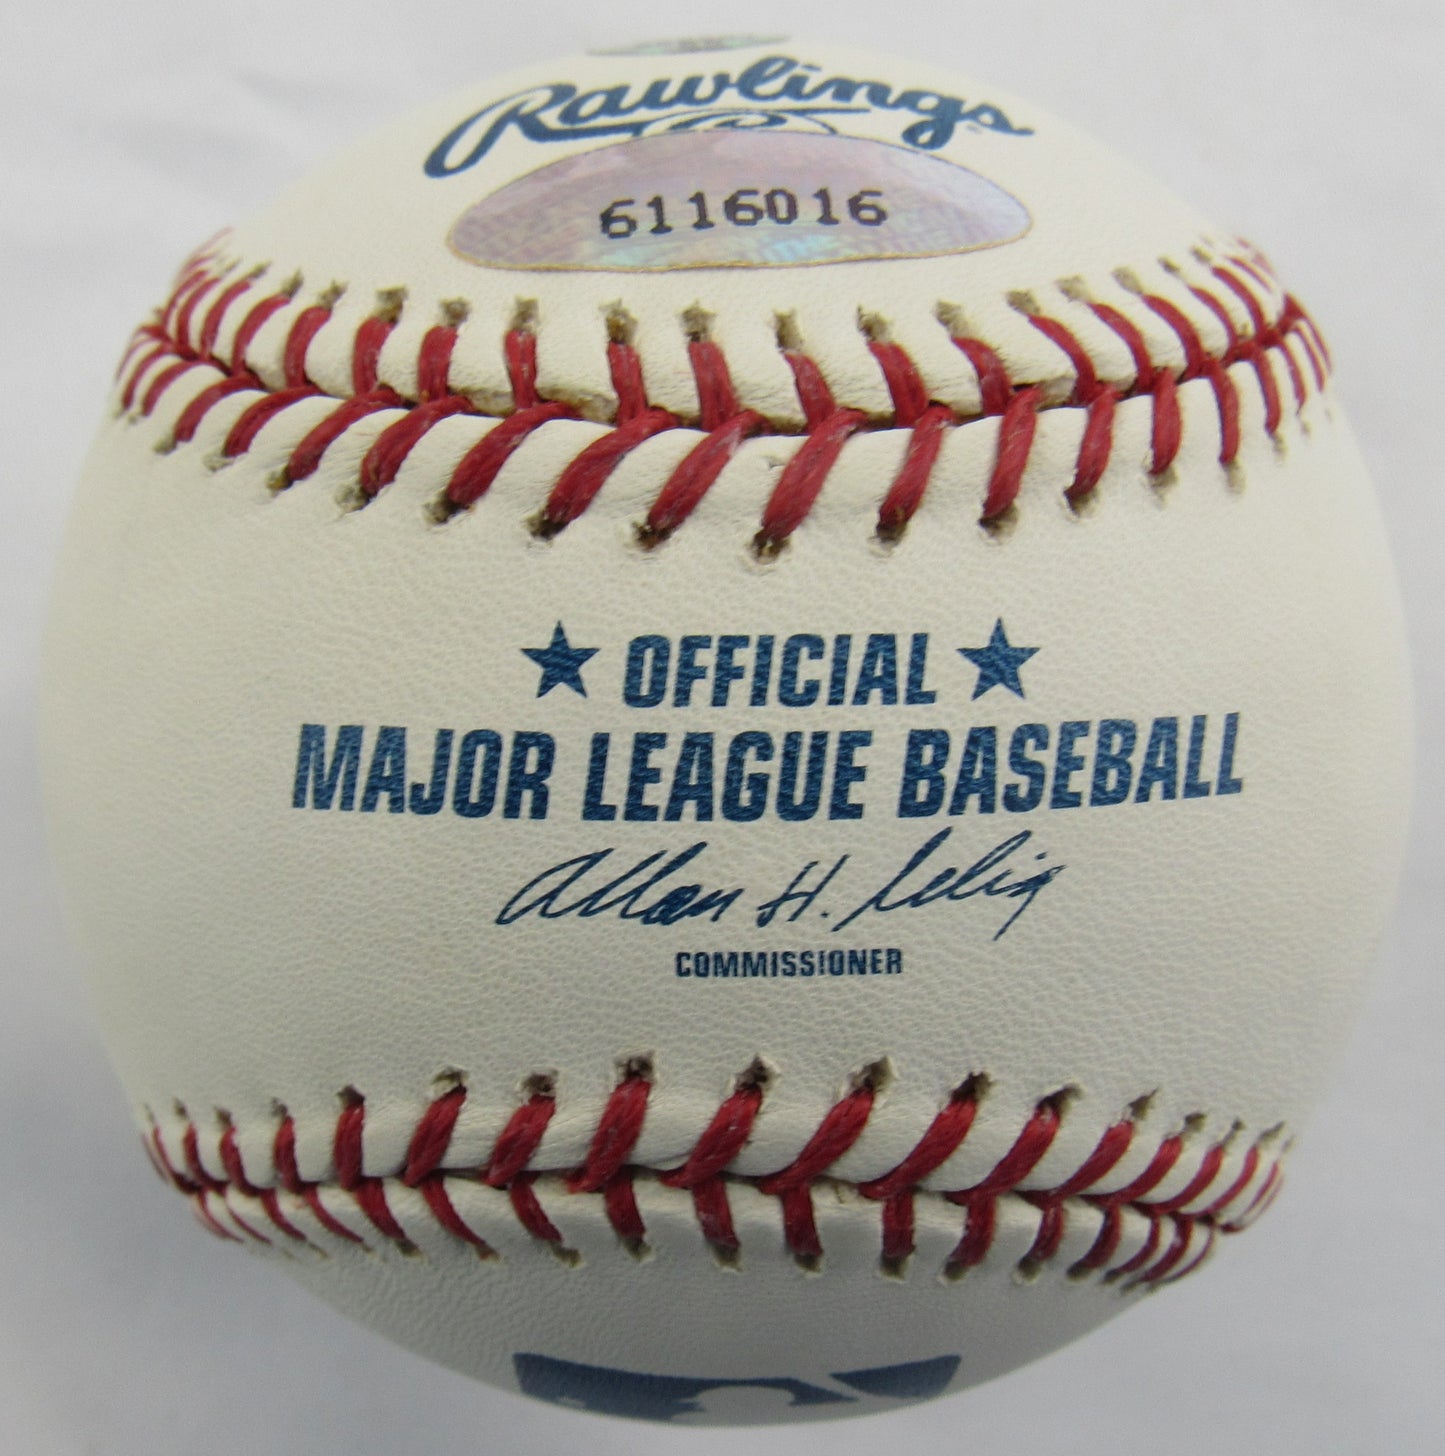 Rawlings
6116016
★ OFFICIAL ★
MAJOR LEAGUE BASEBALL
Allan H. Selig
COMMISSIONER